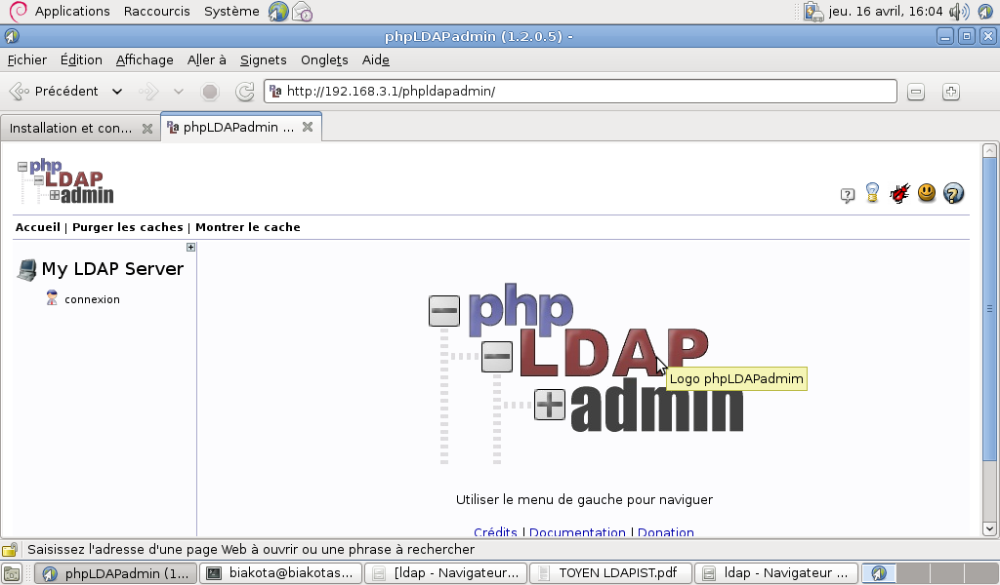 Applications Raccourcis Système jeu. 16 avril, 16:04
phpLDAPadmin (1.2.0.5) -
Fichier Édition Affichage Aller à Signets Onglets Aide
Précédent http://192.168.3.1/phpldapadmin/
Installation et con... phpLDAPadmin ...
php
LDAP
admin
Accueil | Purger les caches | Montrer le cache
My LDAP Server
connexion
php
LDAP
Logo phpLDAPadmim
admin
Utiliser le menu de gauche pour naviguer
Crédits | Documentation | Donation
Saisissez l'adresse d'une page Web à ouvrir ou une phrase à rechercher
phpLDAPadmin (1... biakota@biakotas... [ldap - Navigateur... TOYEN LDAPIST.pdf ldap - Navigateur ...